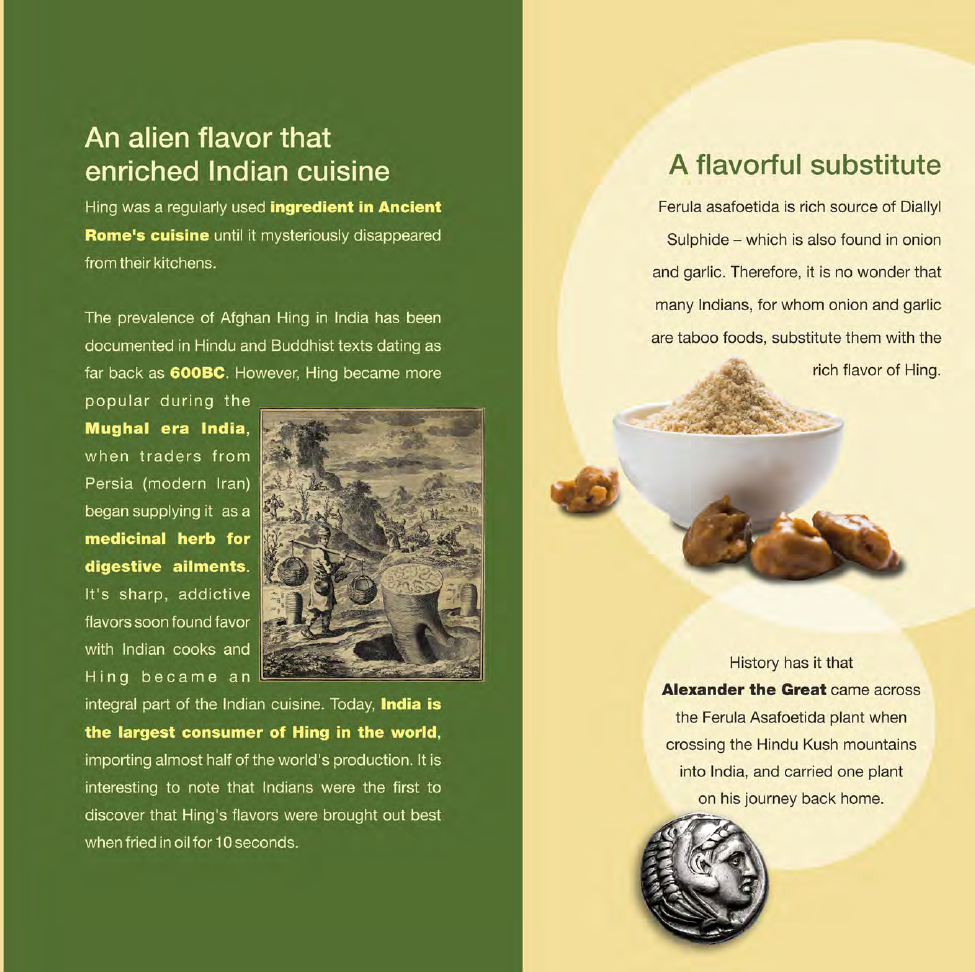 An alien flavor that
enriched Indian cuisine
Hing was a regularly used ingredient in Ancient
Rome's cuisine until it mysteriously disappeared
from their kitchens.
The prevalence of Afghan Hing in India has been
documented in Hindu and Buddhist texts dating as
far back as 600BC. However, Hing became more
popular during the
Mughal era India,
when traders from
Persia (modern Iran)
began supplying it as a
medicinal herb for
digestive ailments.
It's sharp, addictive
flavors soon found favor
with Indian cooks and
Hing became an
integral part of the Indian cuisine. Today, India is
the largest consumer of Hing in the world,
importing almost half of the world's production. It is
interesting to note that Indians were the first to
discover that Hing's flavors were brought out best
when fried in oil for 10 seconds.
A flavorful substitute
Ferula asafoetida is rich source of Diallyl
Sulphide – which is also found in onion
and garlic. Therefore, it is no wonder that
many Indians, for whom onion and garlic
are taboo foods, substitute them with the
rich flavor of Hing.
History has it that
Alexander the Great came across
the Ferula Asafoetida plant when
crossing the Hindu Kush mountains
into India, and carried one plant
on his journey back home.